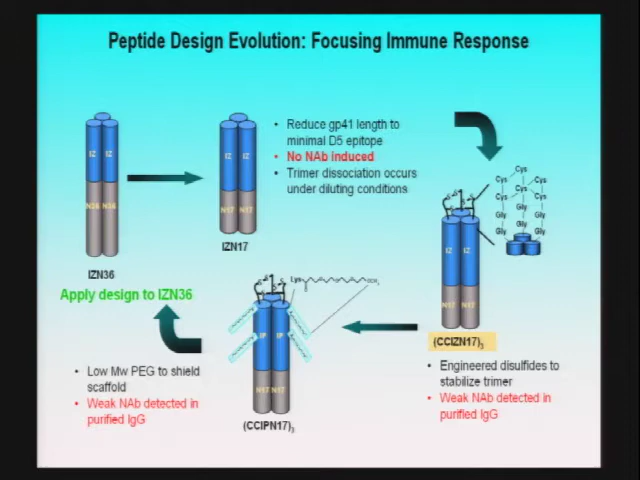 Peptide Design Evolution: Focusing Immune Response
IZ IZ
N36 N36
IZN36
IZ IZ
N17 N17
IZN17
• Reduce gp41 length to
minimal D5 epitope
• No NAb induced
• Trimer dissociation occurs
under diluting conditions
Cys Cys
Cys
Cys Cys
Gly Gly
Gly
Gly Gly
IZ IZ
N17 N17
(CCIZN17)3
• Engineered disulfides to
stabilize trimer
• Weak NAb detected in
purified IgG
Lys
IP IP
N17 N17
(CCIPN17)3
Apply design to IZN36
• Low Mw PEG to shield
scaffold
• Weak NAb detected in
purified IgG